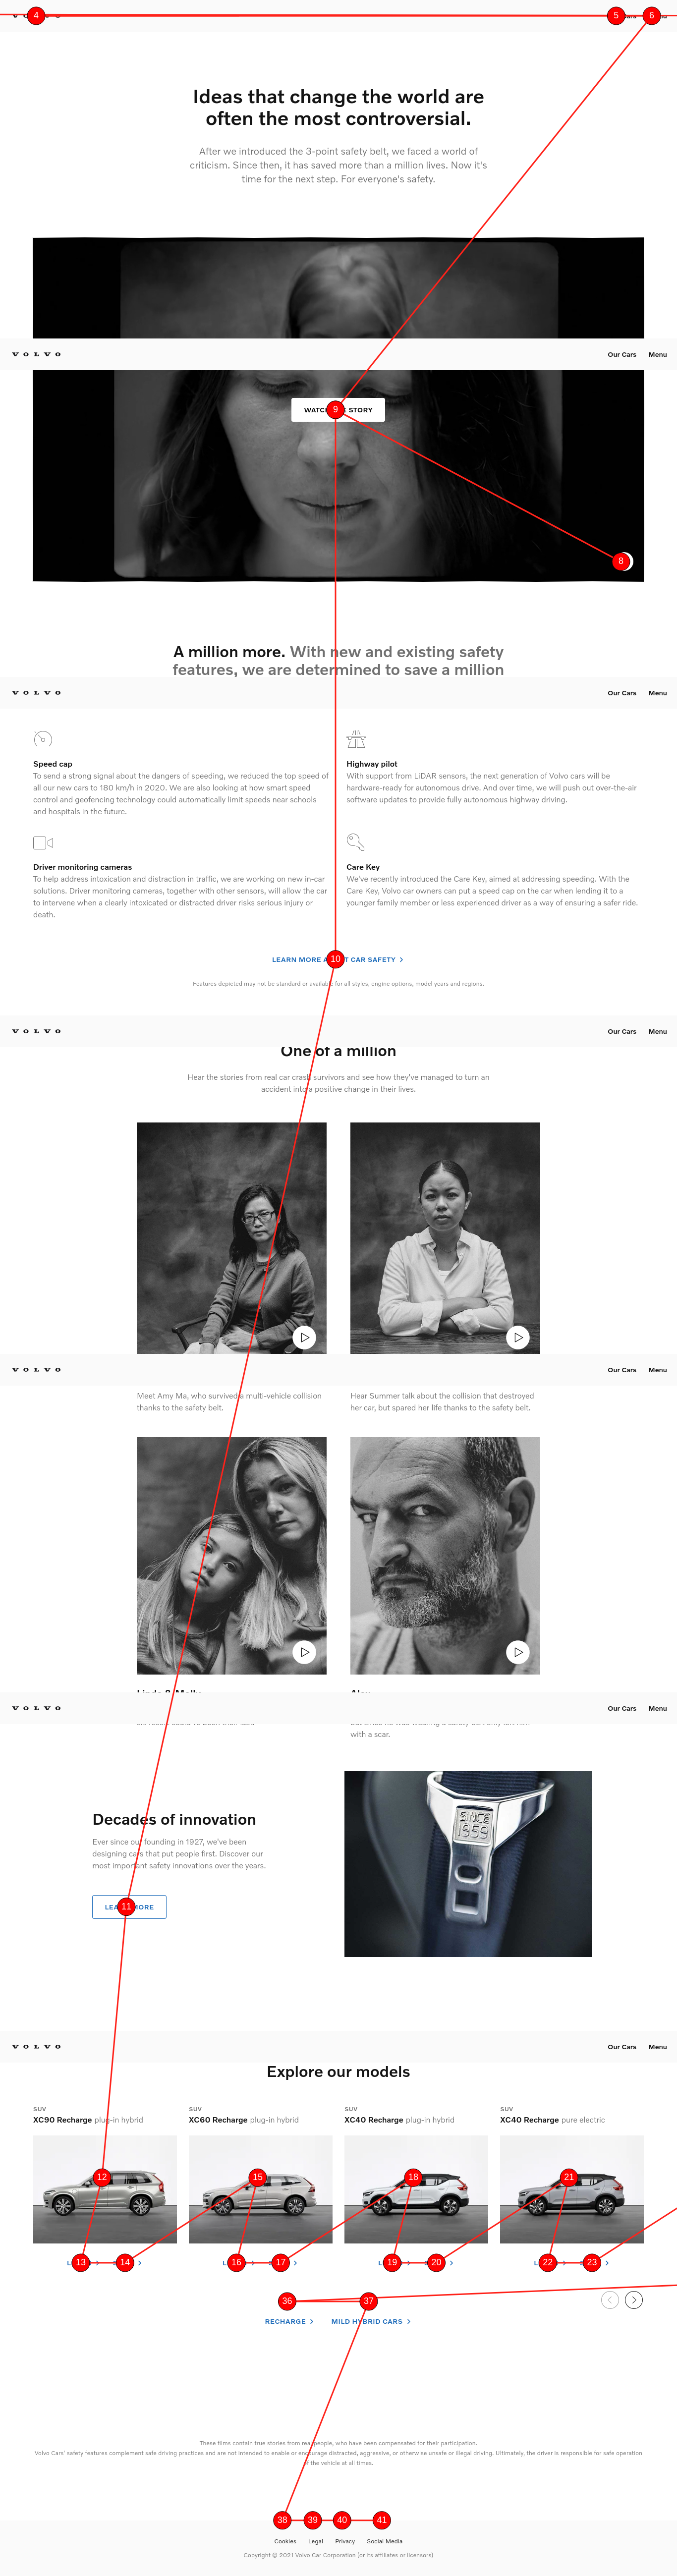 4
5
6
Ideas that change the world are
often the most controversial.
After we introduced the 3-point safety belt, we faced a world of
criticism. Since then, it has saved more than a million lives. Now it's
time for the next step. For everyone's safety.
VOLVO
Our Cars
Menu
9
STORY
8
A million more. With new and existing safety
features, we are determined to save a million
VOLVO
Our Cars
Menu
Speed cap
To send a strong signal about the dangers of speeding, we reduced the top speed of
all our new cars to 180 km/h in 2020. We are also looking at how smart speed
control and geofencing technology could automatically limit speeds near schools
and hospitals in the future.
Highway pilot
With support from LiDAR sensors, the next generation of Volvo cars will be
hardware-ready for autonomous drive. And over time, we will push out over-the-air
software updates to provide fully autonomous highway driving.
Driver monitoring cameras
To help address intoxication and distraction in traffic, we are working on new in-car
solutions. Driver monitoring cameras, together with other sensors, will allow the car
to intervene when a clearly intoxicated or distracted driver risks serious injury or
death.
Care Key
We've recently introduced the Care Key, aimed at addressing speeding. With the
Care Key, Volvo car owners can put a speed cap on the car when lending it to a
younger family member or less experienced driver as a way of ensuring a safer ride.
LEARN MORE 10 CAR SAFETY
Features depicted may not be standard or available for all styles, engine options, model years and regions.
VOLVO
Our Cars
Menu
One of a million
Hear the stories from real car crash survivors and see how they've managed to turn an
accident into a positive change in their lives.
VOLVO
Our Cars
Menu
Meet Amy Ma, who survived a multi-vehicle collision
thanks to the safety belt.
Hear Summer talk about the collision that destroyed
her car, but spared her life thanks to the safety belt.
VOLVO
Our Cars
Menu
with a scar.
Decades of innovation
Ever since our founding in 1927, we've been
designing cars that put people first. Discover our
most important safety innovations over the years.
11
SINCE
1959
VOLVO
Our Cars
Menu
Explore our models
SUV
XC90 Recharge plug-in hybrid
SUV
XC60 Recharge plug-in hybrid
SUV
XC40 Recharge plug-in hybrid
SUV
XC40 Recharge pure electric
12
15
18
21
13
14
16
17
19
20
22
23
36
37
RECHARGE
MILD HYBRID CARS
These films contain true stories from real people, who have been compensated for their participation.
Volvo Cars' safety features complement safe driving practices and are not intended to enable or encourage distracted, aggressive, or otherwise unsafe or illegal driving. Ultimately, the driver is responsible for safe operation
of the vehicle at all times.
38
39
40
41
Cookies
Legal
Privacy
Social Media
Copyright © 2021 Volvo Car Corporation (or its affiliates or licensors)